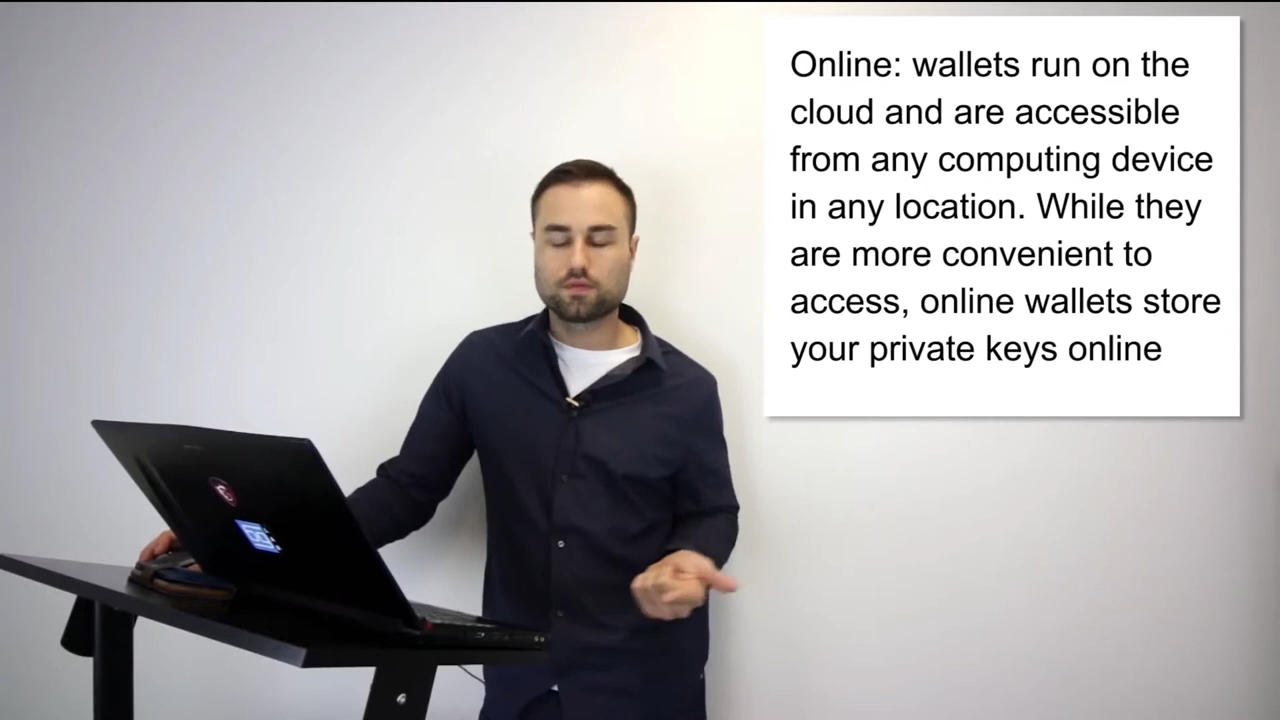 Online: wallets run on the
cloud and are accessible
from any computing device
in any location. While they
are more convenient to
access, online wallets store
your private keys online